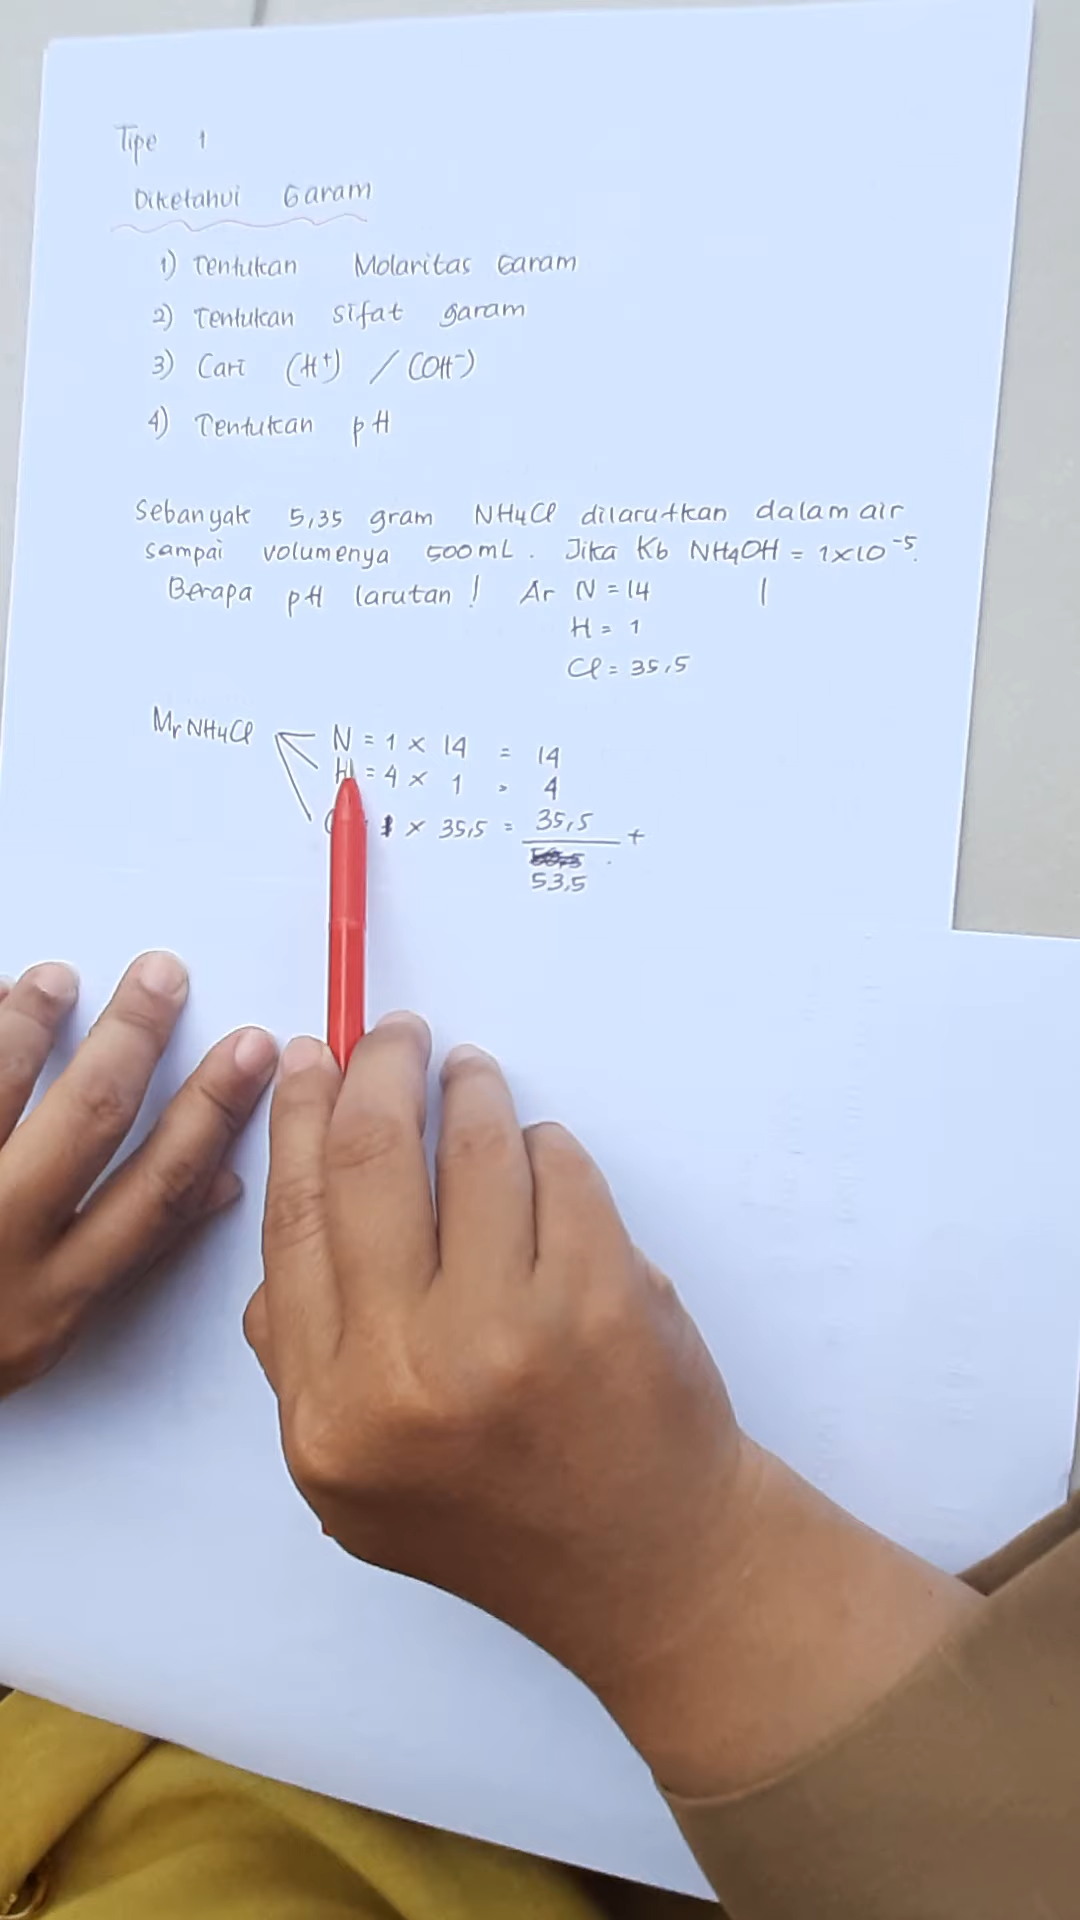 Tipe 1
Diketahui Garam
1) Tentukan Molaritas Garam
2) Tentukan sifat garam
3) Cari (H⁺) / (OH⁻)
4) Tentukan pH
Sebanyak 5,35 gram NH4Cl dilarutkan dalam air
sampai volumenya 500mL. Jika Kb NH4OH = 1x10⁻⁵.
Berapa pH larutan! Ar N = 14
H = 1
Cl = 35,5
Mr NH4Cl N = 1 x 14 = 14
H = 4 x 1 = 4
1 x 35,5 = 35,5 +
53,5